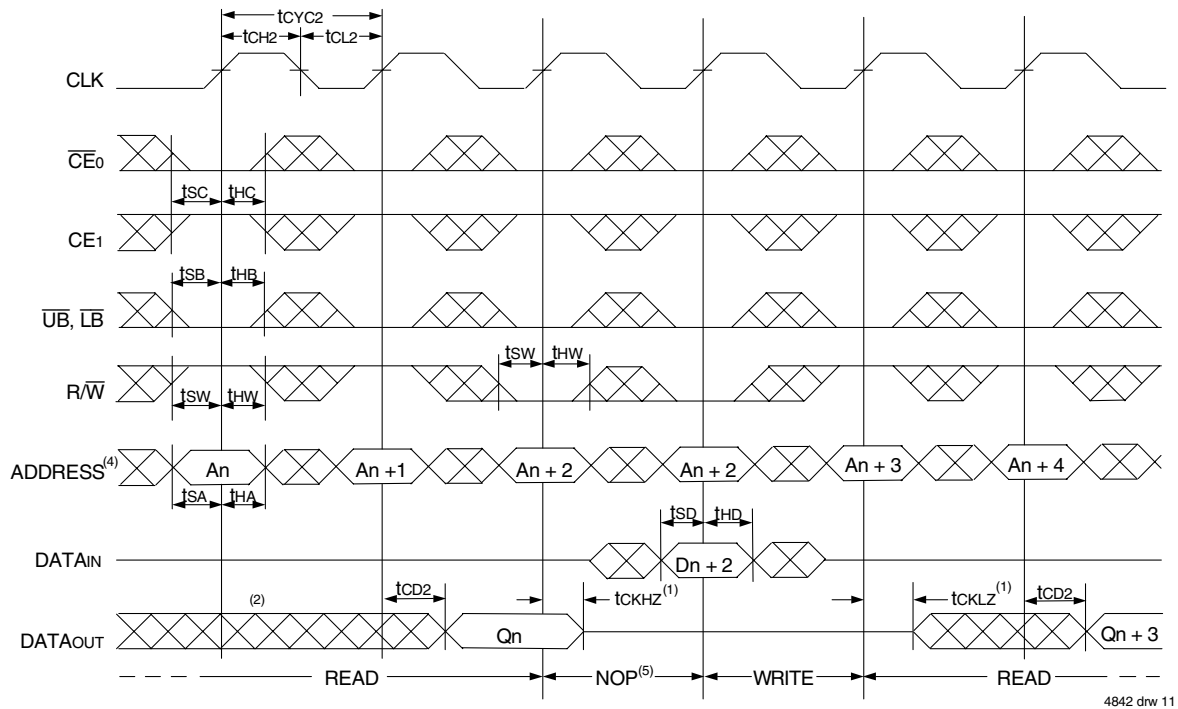 tCYC2
tCH2 tCL2
CLK
CE0
tSC tHC
CE1
tSB tHB
UB, LB
tSW tHW
R/W
tSW tHW
ADDRESS(4) An An +1 An + 2 An + 2 An + 3 An + 4
tSA tHA
tSD tHD
DATAIN Dn + 2
tCD2 tCKHZ(1) tCKLZ(1) tCD2
(2)
DATAOUT Qn Qn + 3
READ NOP(5) WRITE READ
4842 drw 11